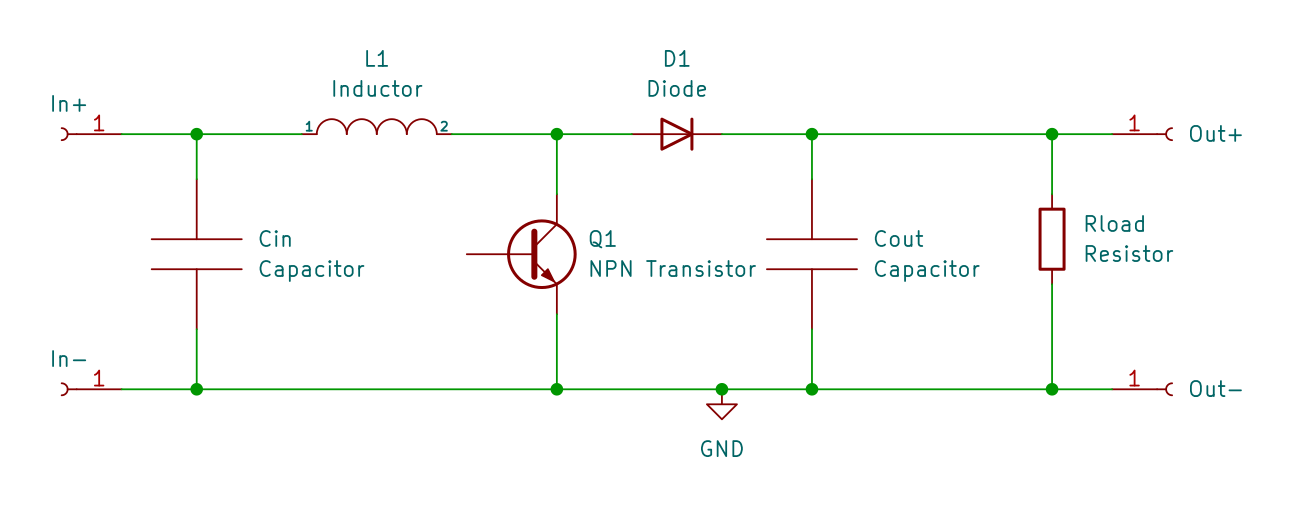 L1
Inductor
D1
Diode
In+
1
1
2
1
Out+
Cin
Capacitor
Q1
NPN Transistor
Cout
Capacitor
Rload
Resistor
In-
1
1
Out-
GND